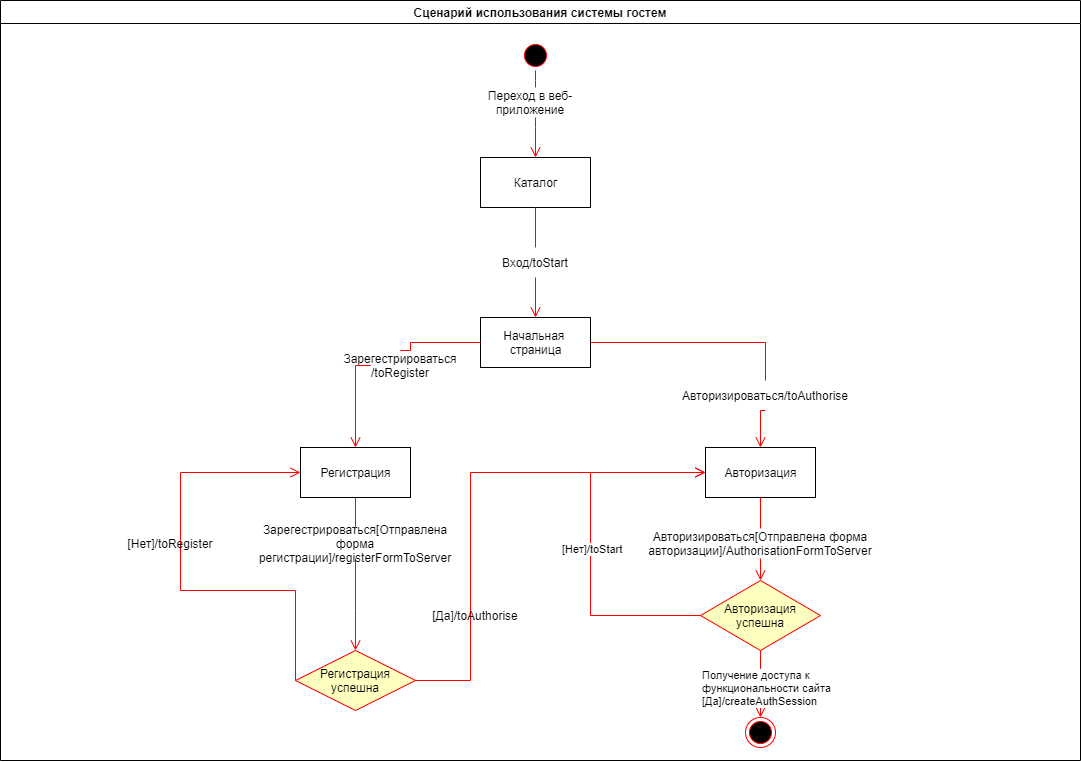 Сценарий использования системы гостем
Переход в веб-
приложение
Каталог
Вход/toStart
Начальная
страница
Зарегестрироваться
/toRegister
Авторизироваться/toAuthorise
Регистрация
Авторизация
Зарегестрироваться[Отправлена
форма
регистрации]/registerFormToServer
[Нет]/toRegister
Авторизироваться[Отправлена форма
авторизации]/AuthorisationFormToServer
[Нет]/toStart
[Да]/toAuthorise
Авторизация
успешна
Регистрация
успешна
Получение доступа к
функциональности сайта
[Да]/createAuthSession